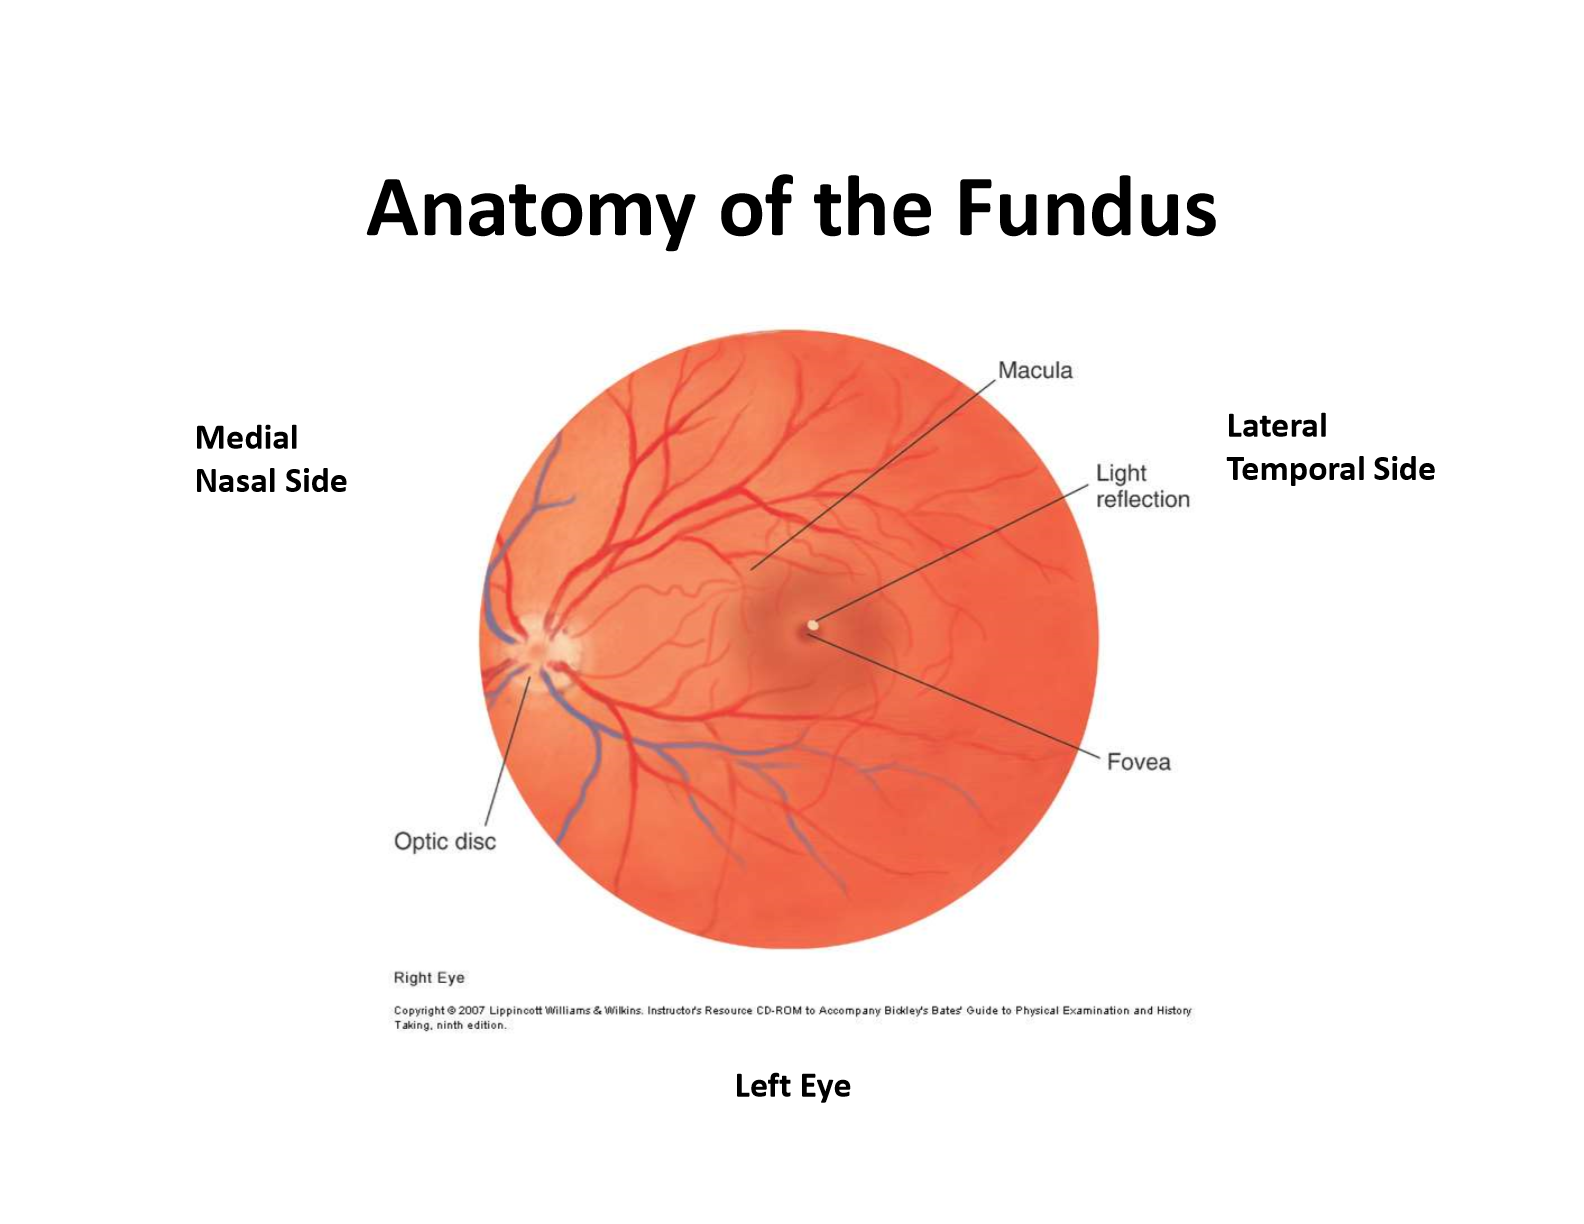 Anatomy of the Fundus
Macula
Medial
Nasal Side
Lateral
Temporal Side
Light
reflection
Fovea
Optic disc
Right Eye
Copyright © 2007 Lippincott Williams & Wilkins. Instructor's Resource CD-ROM to Accompany Bickley's Bates' Guide to Physical Examination and History
Taking, ninth edition.
Left Eye